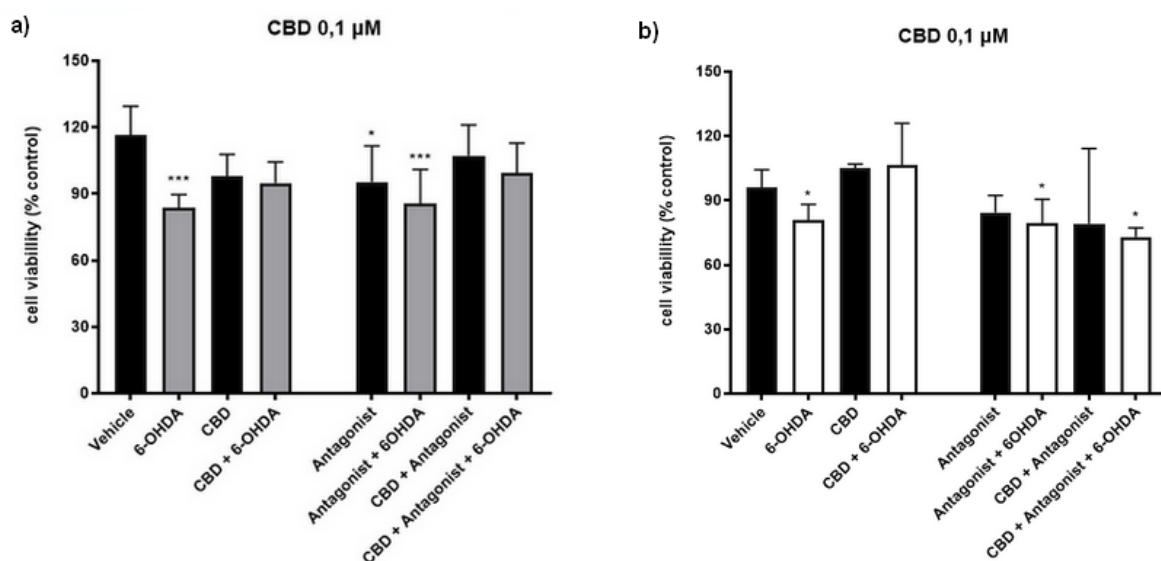 a)
CBD 0,1 µM
cell viabillity (% control)
150
120
90
60
30
0
***
*
***
Vehicle
6-OHDA
CBD
CBD + 6-OHDA
Antagonist
Antagonist + 6OHDA
CBD + Antagonist
CBD + Antagonist + 6-OHDA
b)
CBD 0,1 µM
cell viabillity (% control)
150
120
90
60
30
0
*
*
*
Vehicle
6-OHDA
CBD
CBD + 6-OHDA
Antagonist
Antagonist + 6OHDA
CBD + Antagonist
CBD + Antagonist + 6-OHDA